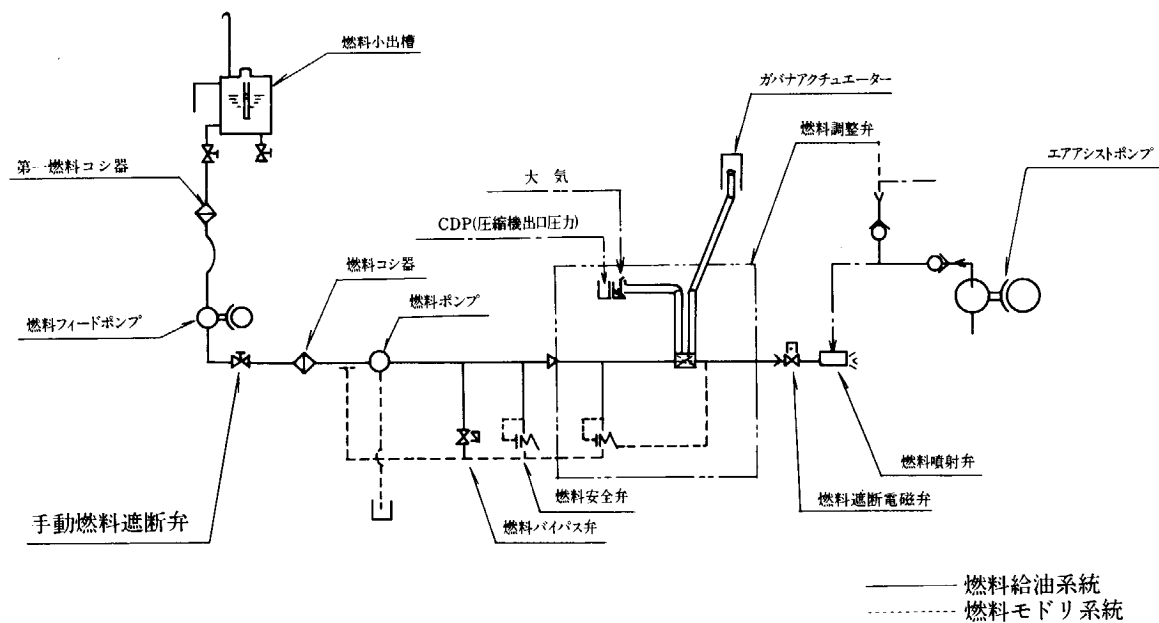 燃料小出槽
ガバナアクチュエーター
燃料調整弁
エアアシストポンプ
第一燃料コシ器
大 気
CDP(圧縮機出口圧力)
燃料コシ器
燃料ポンプ
燃料フィードポンプ
燃料噴射弁
燃料安全弁
燃料遮断電磁弁
手動燃料遮断弁
燃料バイパス弁
燃料給油系統
燃料モドリ系統